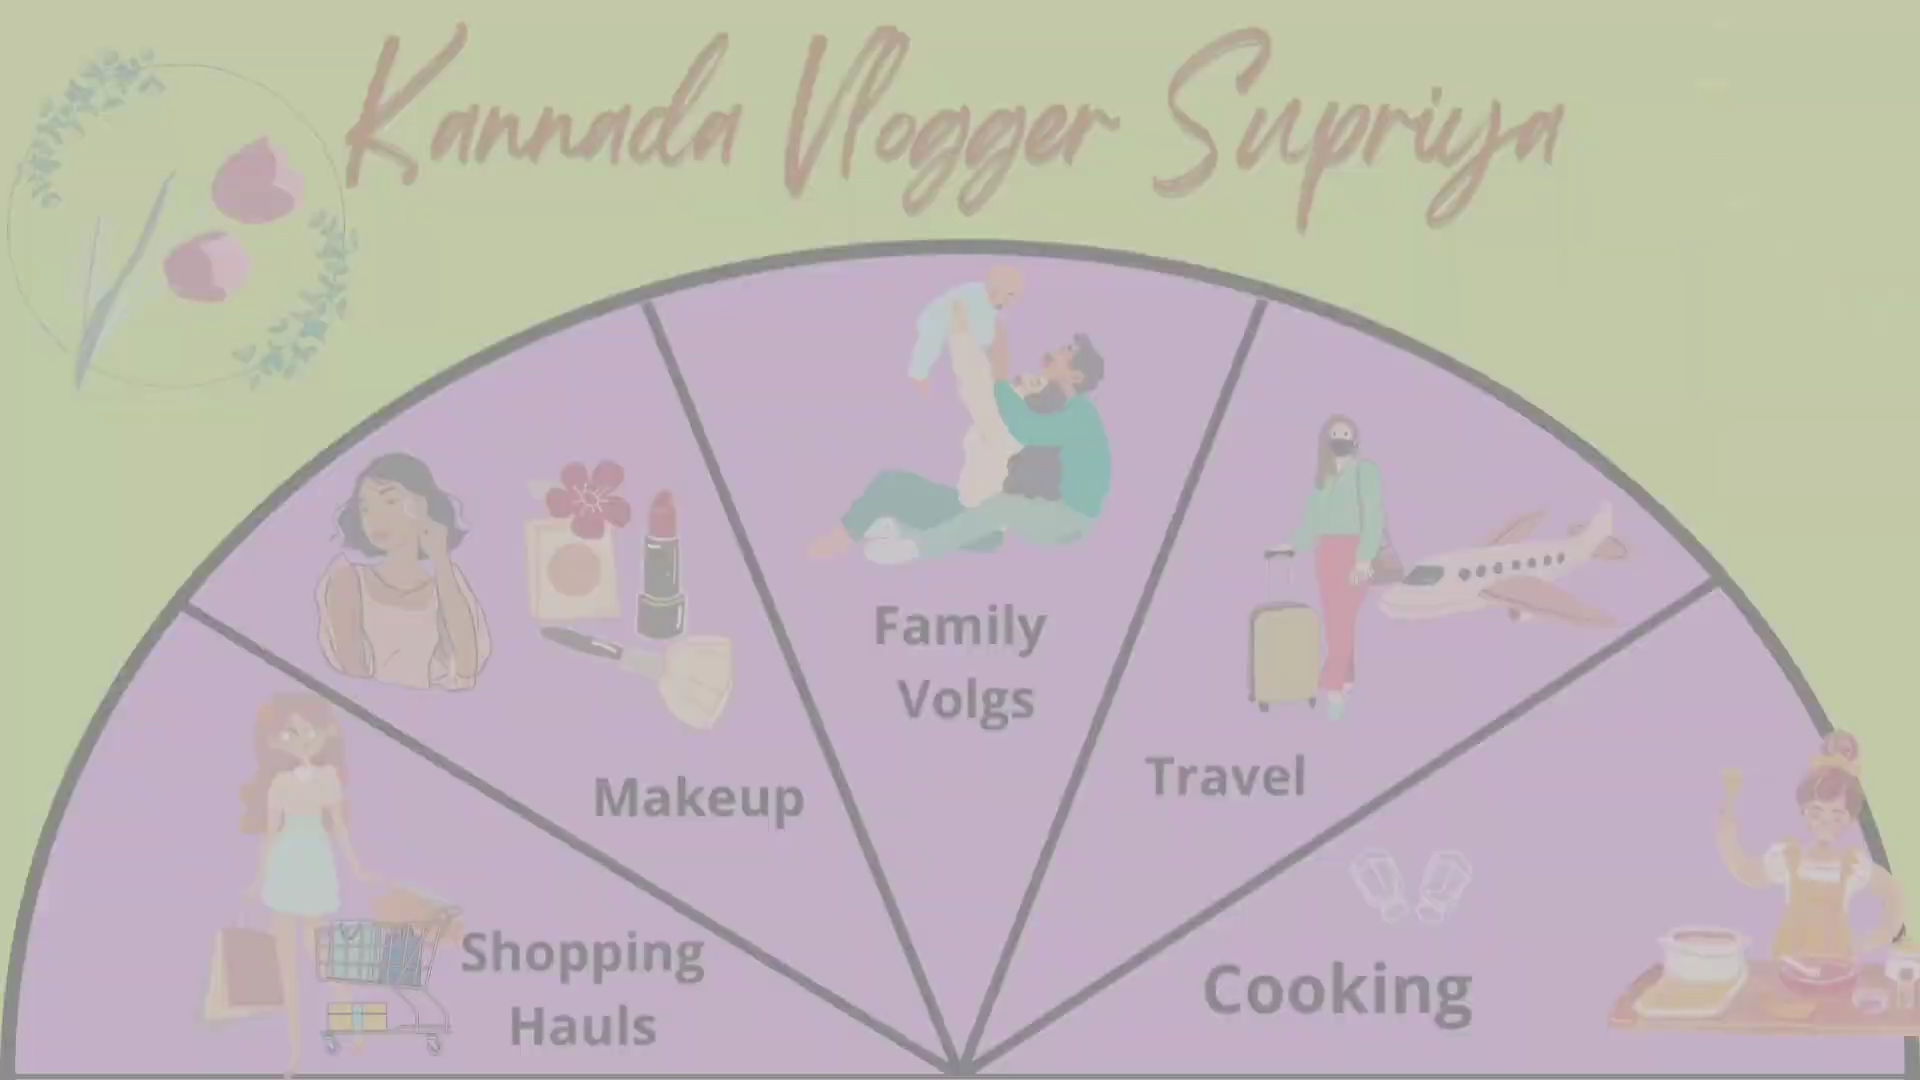 Kannada Vlogger Supriya
Family
Volgs
Makeup
Travel
Shopping
Hauls
Cooking